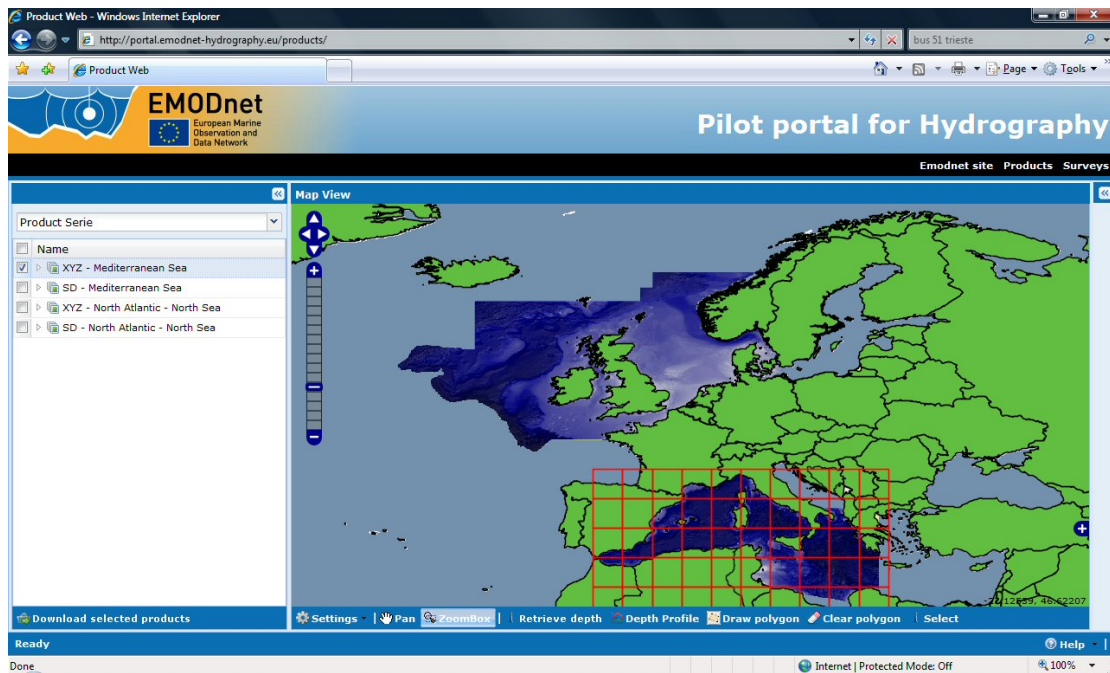 Product Web - Windows Internet Explorer
http://portal.emodnet-hydrography.eu/products/
bus 51 trieste
Product Web
Page
Tools
EMODnet
European Marine
Observation and
Data Network
Pilot portal for Hydrography
Emodnet site Products Surveys
Map View
Product Serie
Name
XYZ - Mediterranean Sea
SD - Mediterranean Sea
XYZ - North Atlantic - North Sea
SD - North Atlantic - North Sea
Download selected products
Settings Pan ZoomBox Retrieve depth Depth Profile Draw polygon Clear polygon Select
Ready
Help
Done
Internet | Protected Mode: Off
100%